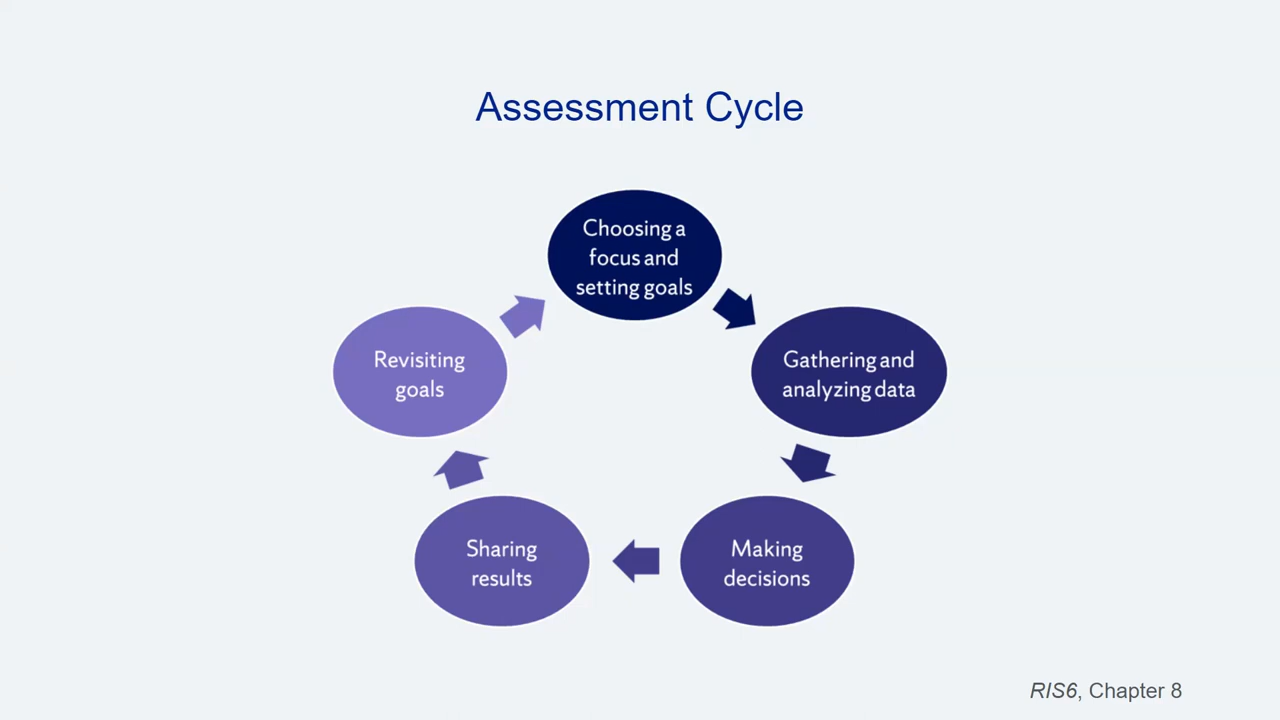 Assessment Cycle
Choosing a
focus and
setting goals
Gathering and
analyzing data
Making
decisions
Sharing
results
Revisiting
goals
RIS6, Chapter 8